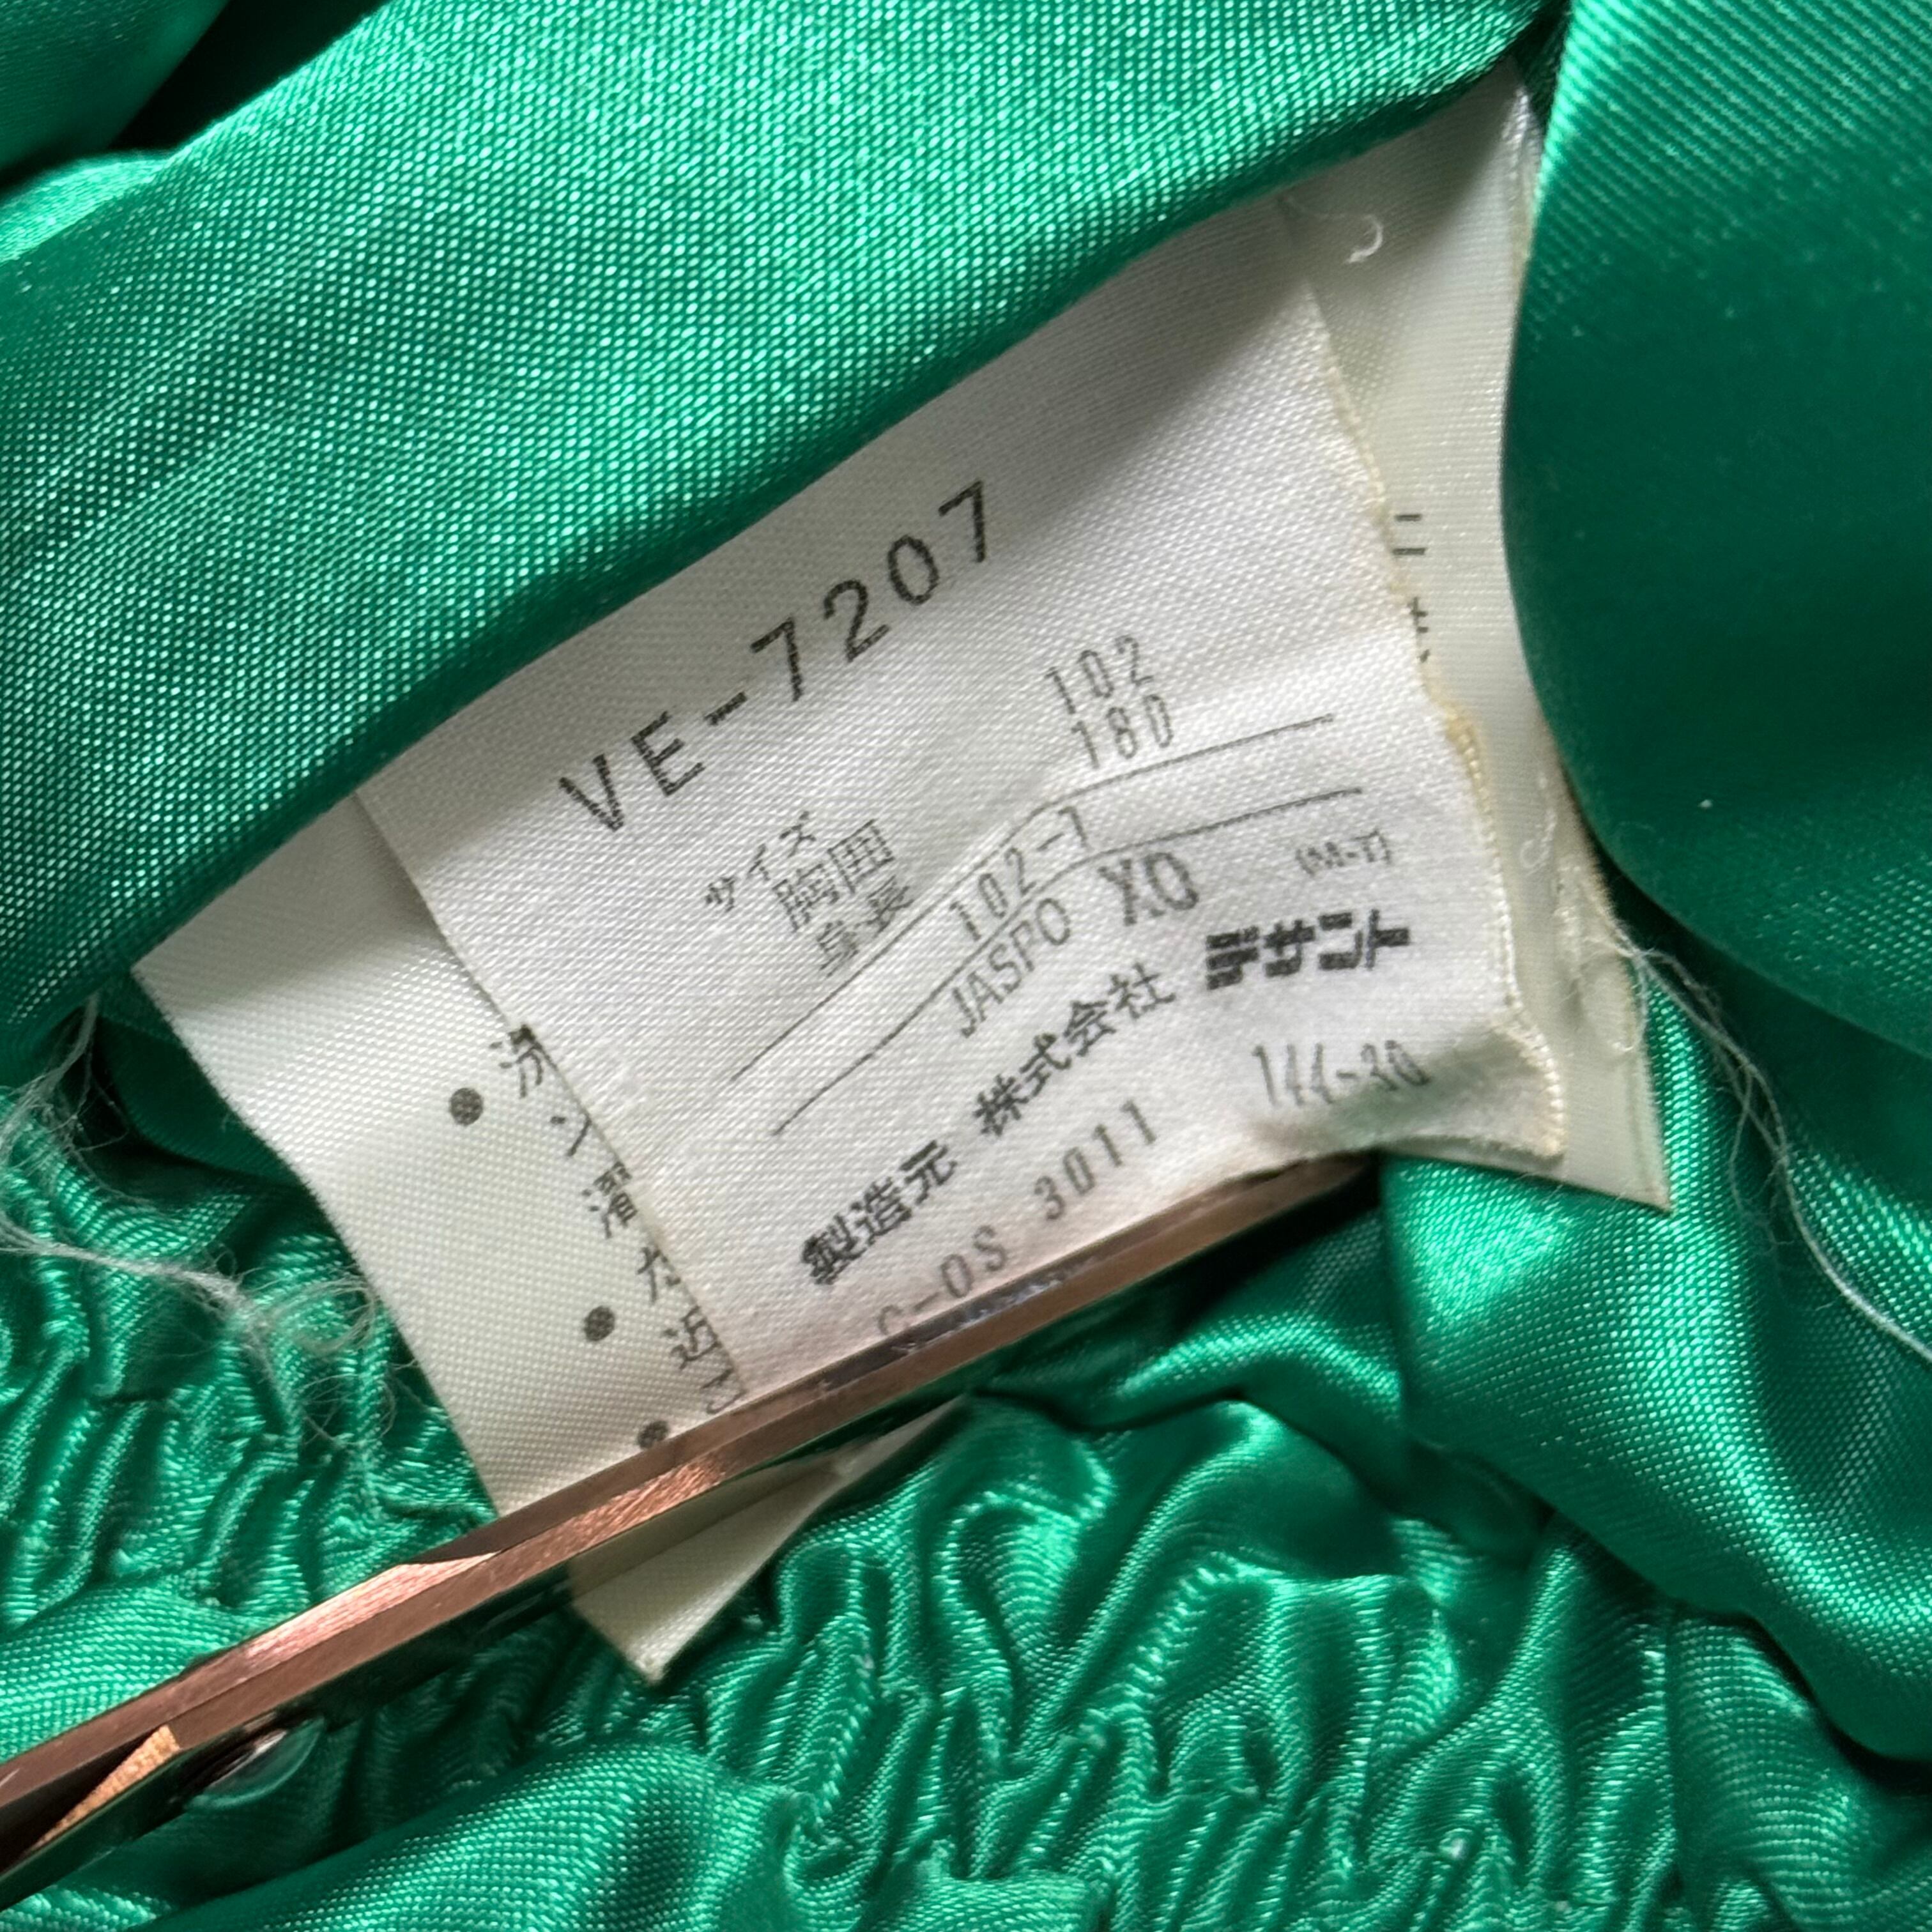 VE-7207
サイズ
胸囲 102
身長 180
102-7
JASPO XO (M-T)
製造元 株式会社 デサント
C-OS 3011 144-30